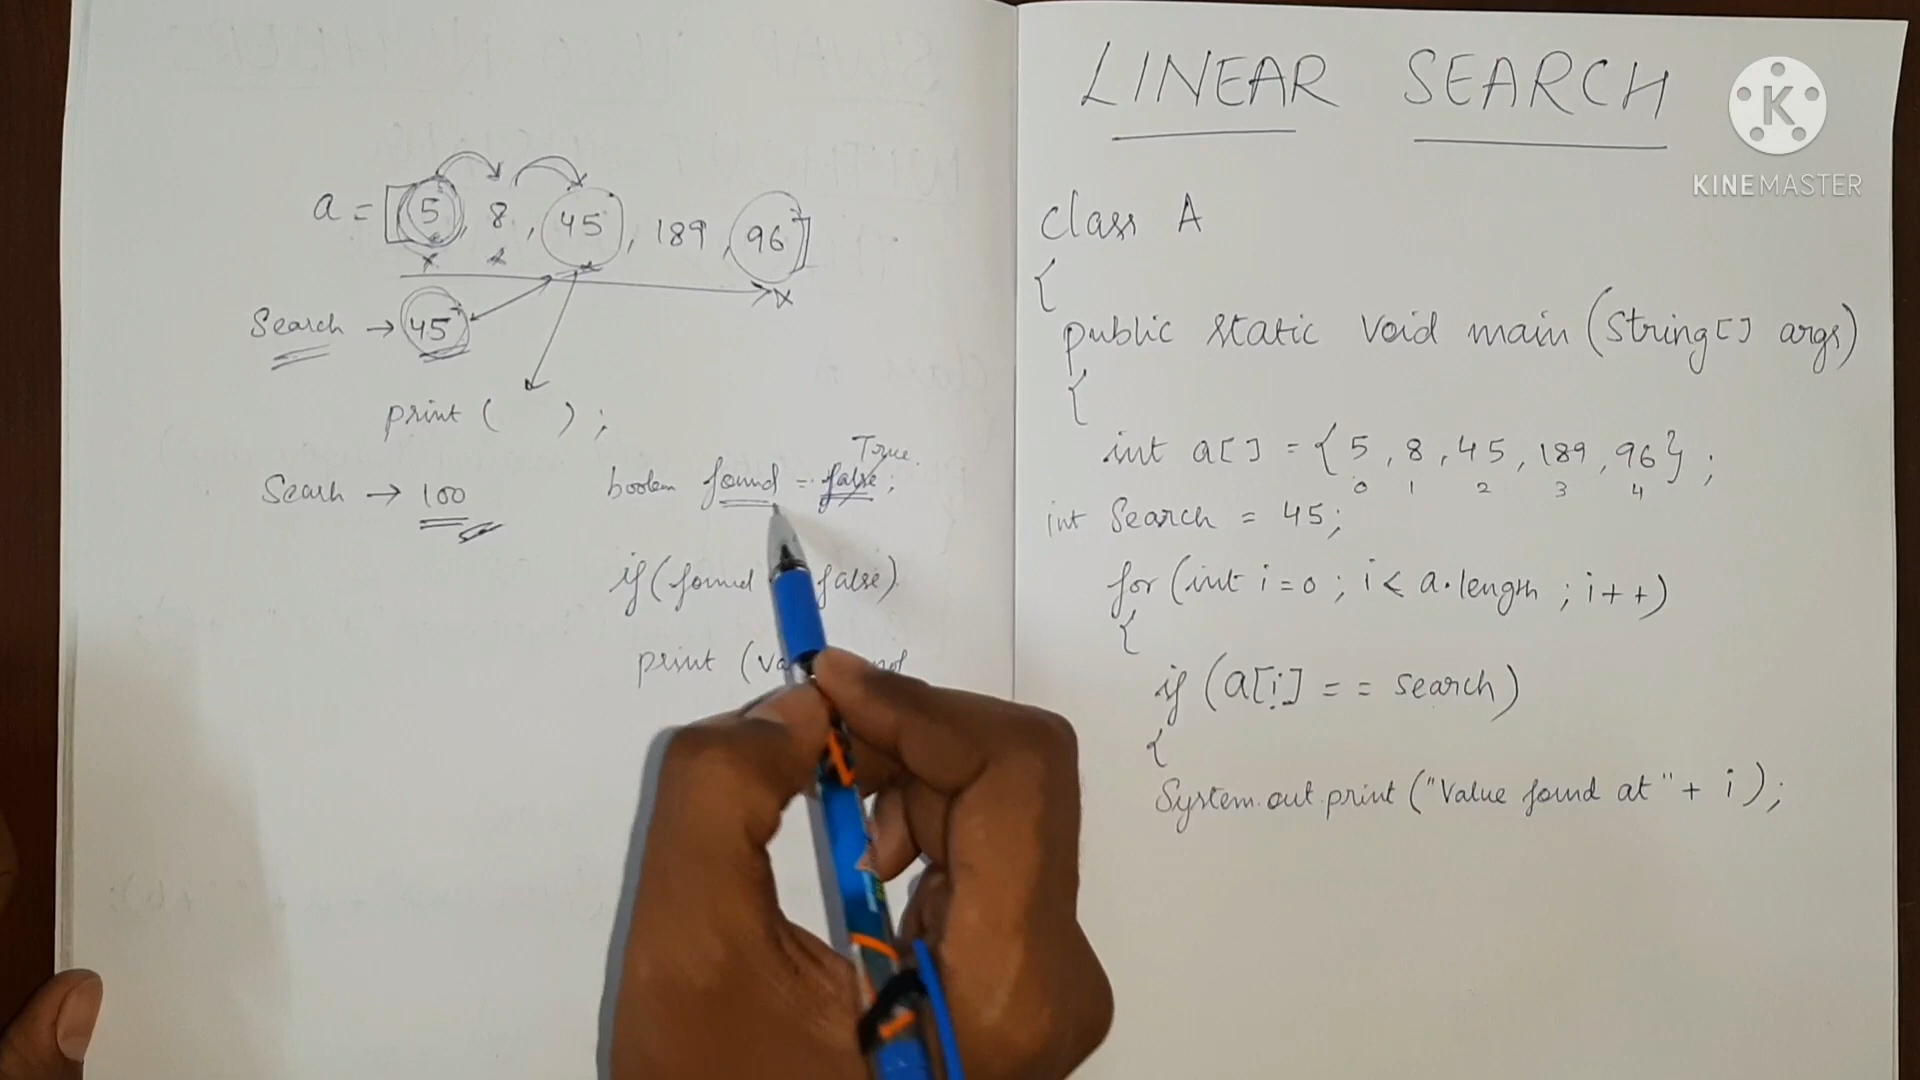 a = [5, 8, 45, 189, 96]
Search → 45
print ( ) ;
True.
Search → 100 boolean found = false ;
if (found false)
print ( not
LINEAR SEARCH
K
KINEMASTER
class A
{
public static void main (String[] args)
{
int a[] = {5, 8, 45, 189, 96} ;
0 1 2 3 4
int Search = 45;
for (int i = 0 ; i < a.length ; i++)
{
if (a[i] == search)
{
System.out.print ("Value found at" + i ) ;